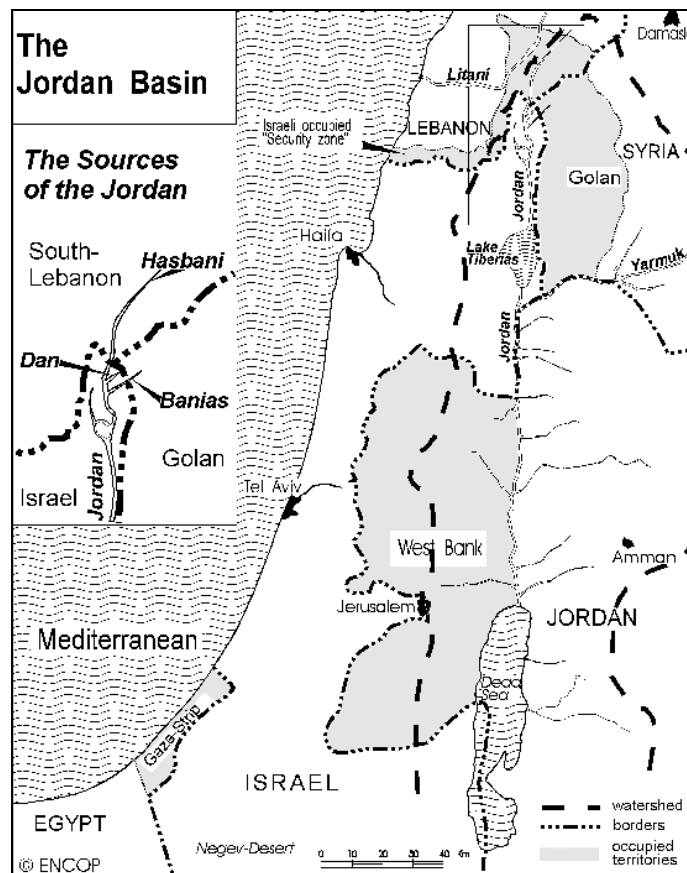 The
Jordan Basin
The Sources
of the Jordan
South-
Lebanon
Hasbani
Dan
Banias
Golan
Israel
Jordan
Damask
Litani
LEBANON
Israeli occupied
"Security zone"
SYRIA
Golan
Jordan
Haifa
Lake
Tiberias
Yarmuk
Jordan
Tel Aviv
West Bank
Amman
Jerusalem
JORDAN
Mediterranean
Dead
Sea
Gaza-Strip
ISRAEL
EGYPT
Negev-Desert
0 10 20 30 40 Km
watershed
borders
occupied
territories
© ENCOP